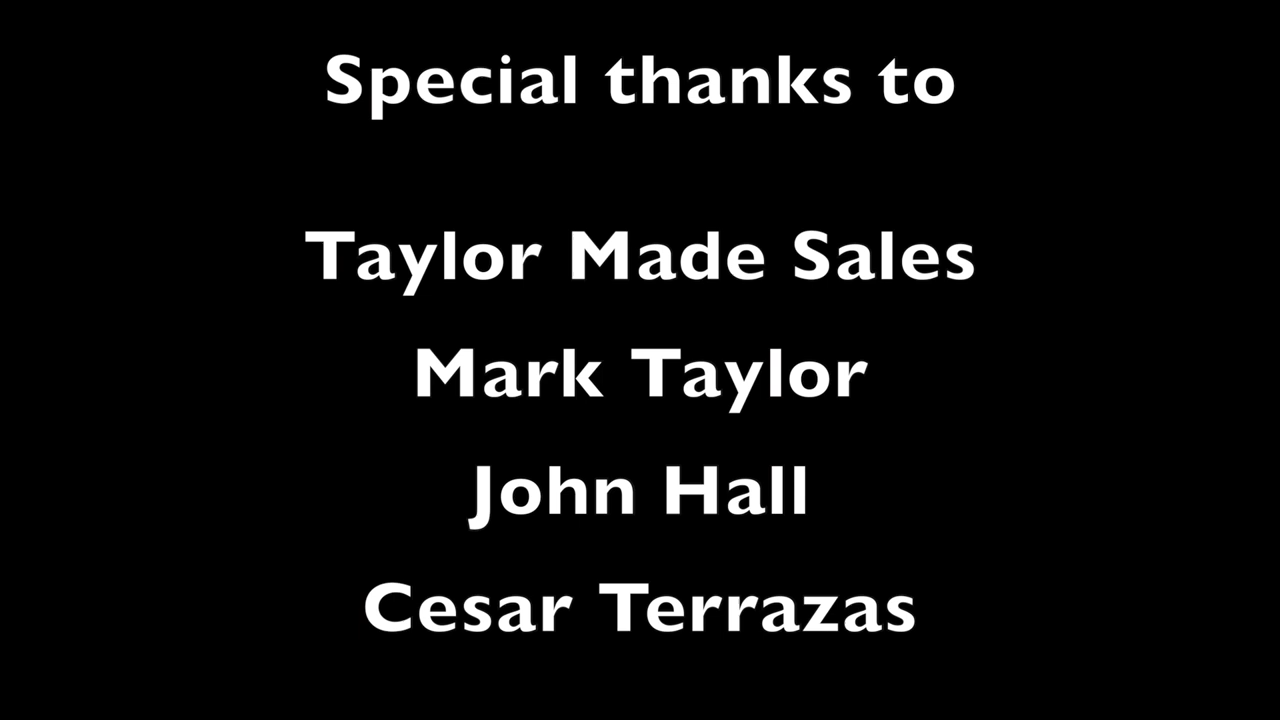 Special thanks to
Taylor Made Sales
Mark Taylor
John Hall
Cesar Terrazas